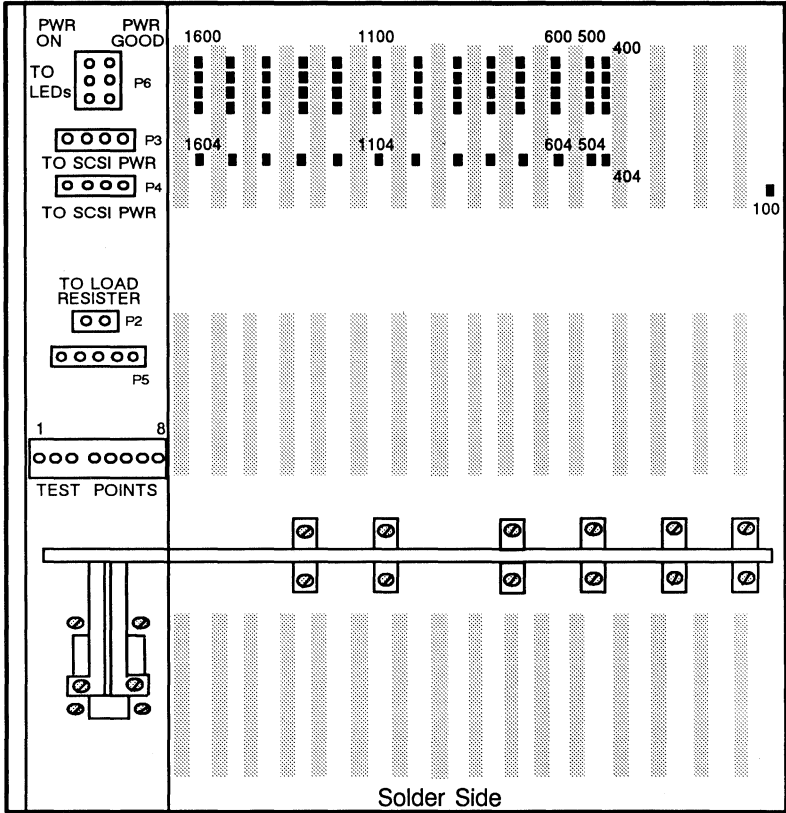 PWR PWR
ON GOOD
1600 1100 600 500 400
TO
LEDs
P6
P3
TO SCSI PWR
1604 1104 604 504
P4
404
TO SCSI PWR
100
TO LOAD
RESISTER
P2
P5
1 8
TEST POINTS
Solder Side